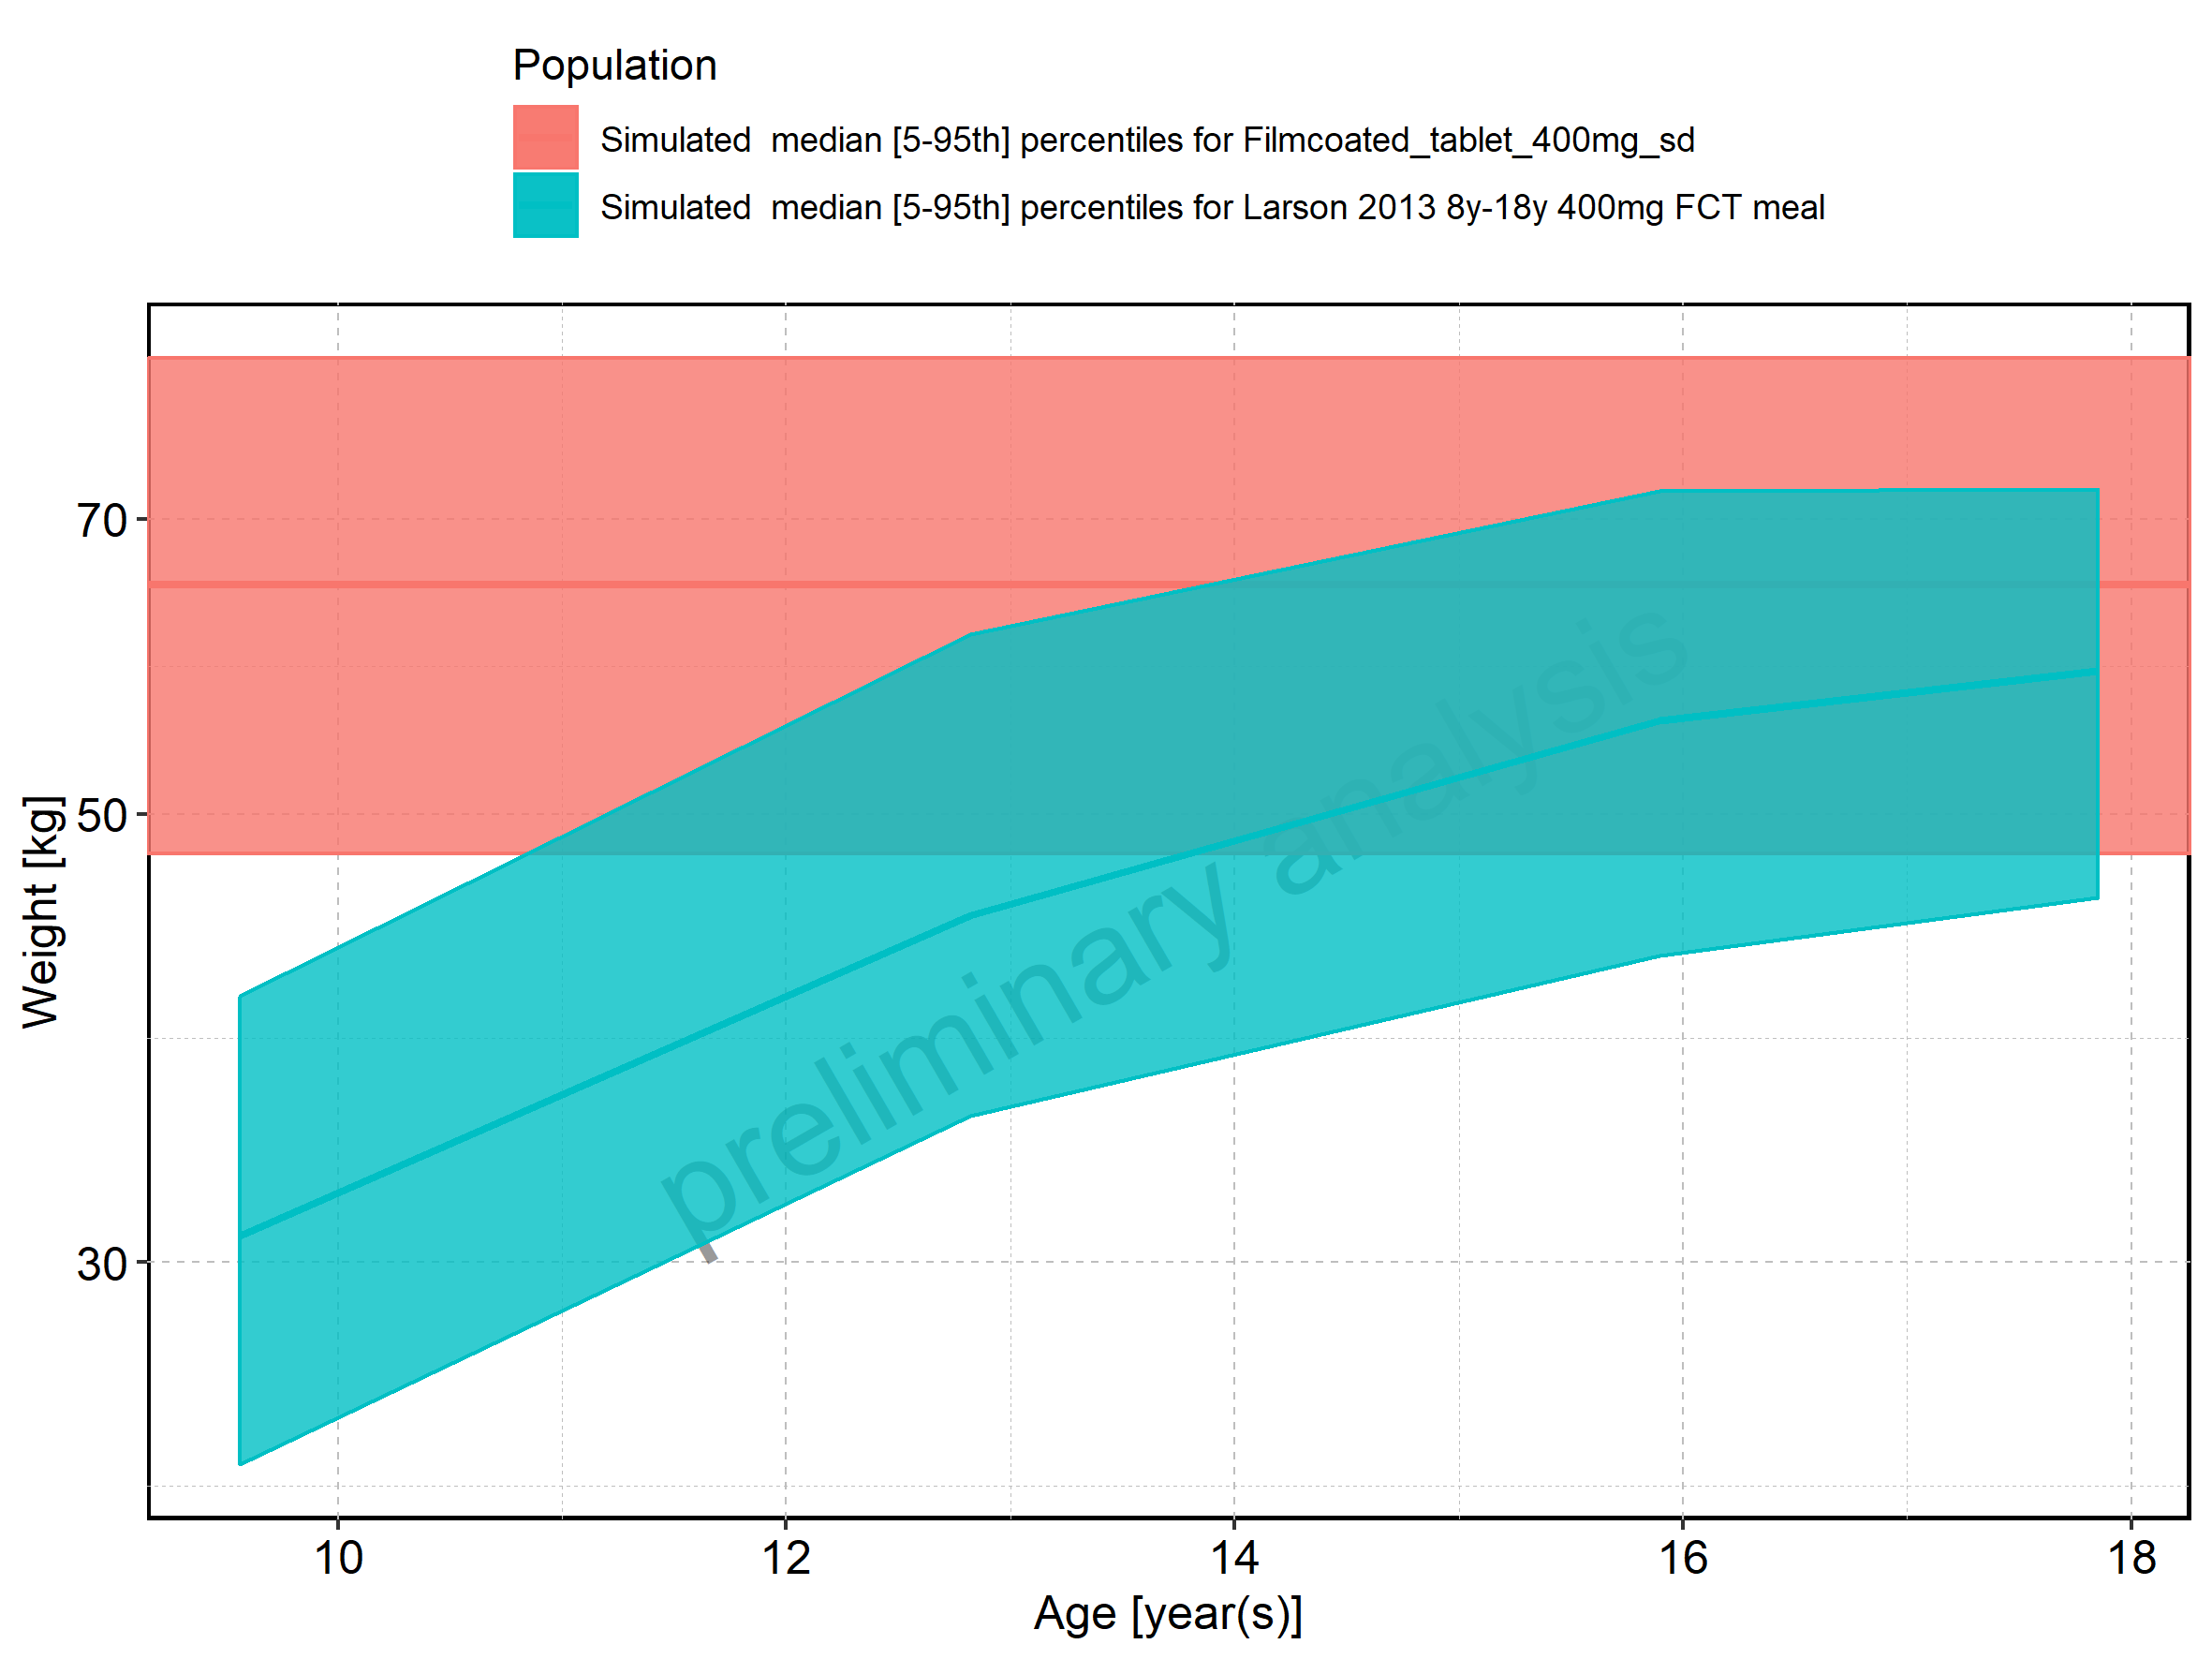 Population
Simulated  median [5-95th] percentiles for Filmcoated_tablet_400mg_sd
Simulated  median [5-95th] percentiles for Larson 2013 8y-18y 400mg FCT meal
70
50
30
Weight [kg]
preliminary analysis
10 12 14 16 18
Age [year(s)]